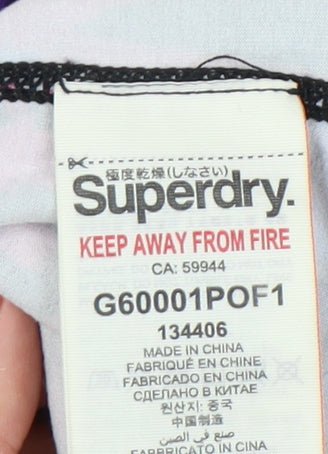 極度乾燥(しなさい)
Superdry.
KEEP AWAY FROM FIRE
CA: 59944
G60001POF1
134406
MADE IN CHINA
FABRIQUÉ EN CHINE
FABRICADO EN CHINA
СДЕЛАНО В КИТАЕ
원산지: 중국
中国制造
صنع في الصين
FABBRICATO IN CINA